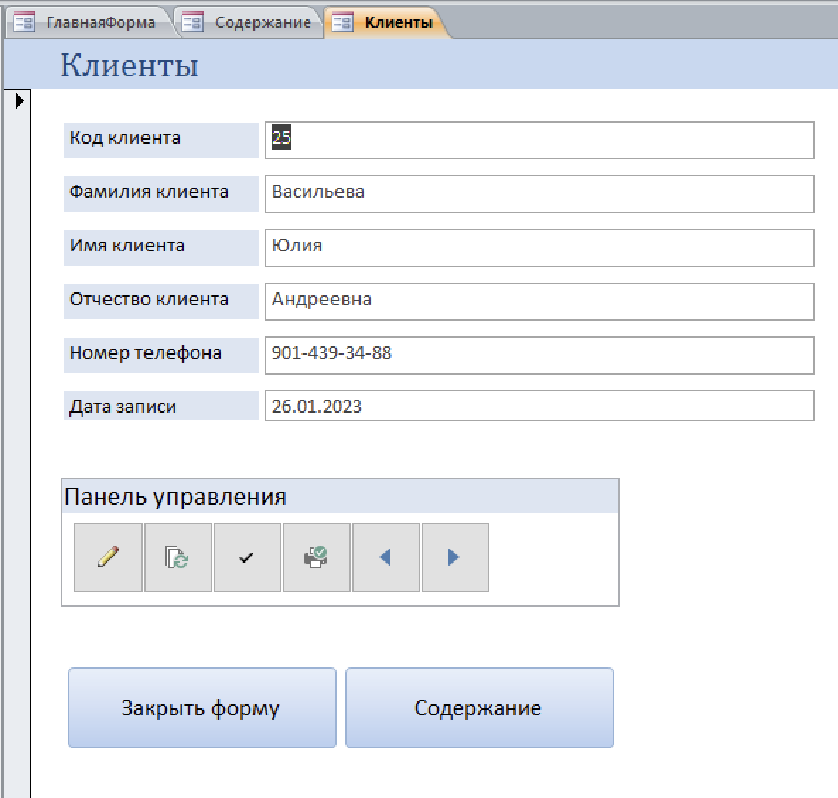 ГлавнаяФорма Содержание Клиенты
Клиенты
Код клиента 25
Фамилия клиента Васильева
Имя клиента Юлия
Отчество клиента Андреевна
Номер телефона 901-439-34-88
Дата записи 26.01.2023
Панель управления
Закрыть форму Содержание